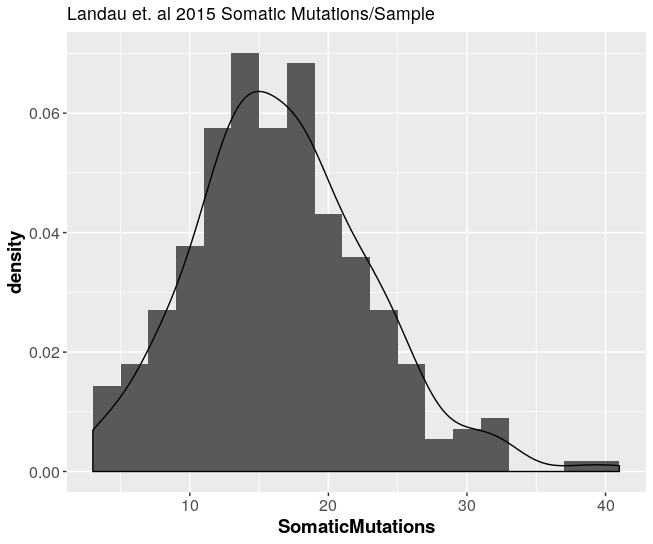 Landau et. al 2015 Somatic Mutations/Sample
0.06
0.04
0.02
0.00
density
10 20 30 40
SomaticMutations